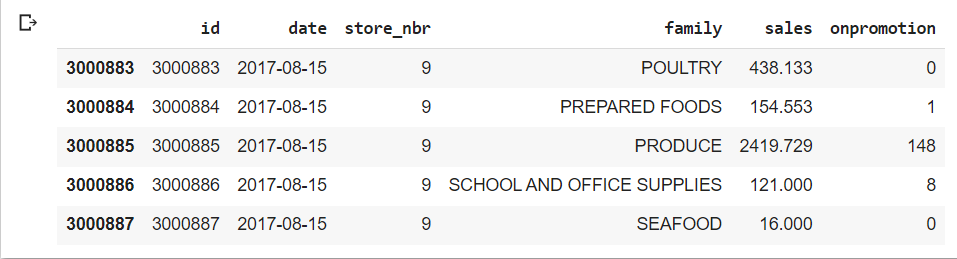 id date store_nbr family sales onpromotion
3000883 3000883 2017-08-15 9 POULTRY 438.133 0
3000884 3000884 2017-08-15 9 PREPARED FOODS 154.553 1
3000885 3000885 2017-08-15 9 PRODUCE 2419.729 148
3000886 3000886 2017-08-15 9 SCHOOL AND OFFICE SUPPLIES 121.000 8
3000887 3000887 2017-08-15 9 SEAFOOD 16.000 0